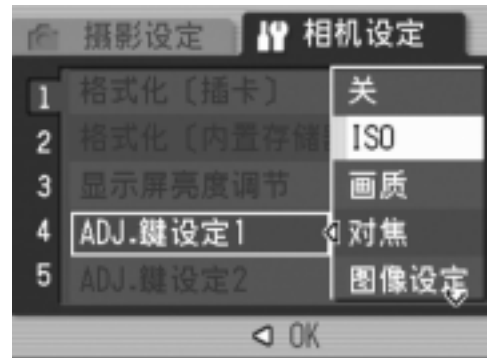 摄影设定 相机设定
1 格式化〔插卡〕 关
2 格式化〔内置存储 ISO
3 显示屏亮度调节 画质
4 ADJ.鍵设定1 对焦
5 ADJ.鍵设定2 图像设定
OK